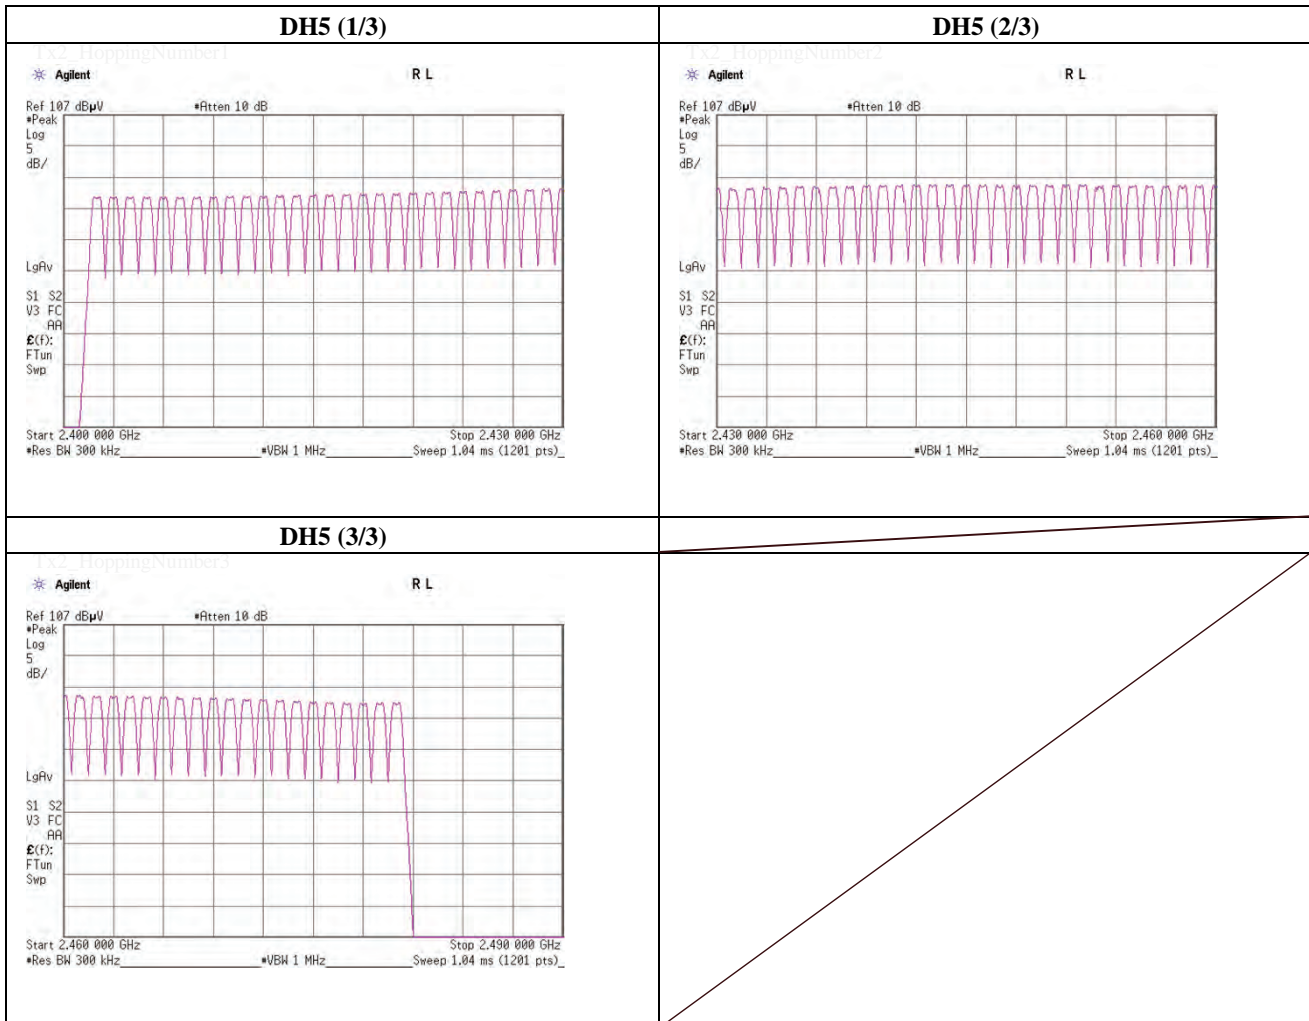 DH5 (1/3)
DH5 (2/3)
Tx2_HoppingNumber1
Agilent R L
Ref 107 dBµV #Atten 10 dB
#Peak
Log
5
dB/
LgAv
S1 S2
V3 FC
AA
£(f):
FTun
Swp
Start 2.400 000 GHz Stop 2.430 000 GHz
#Res BW 300 kHz #VBW 1 MHz Sweep 1.04 ms (1201 pts)
Tx2_HoppingNumber2
Agilent R L
Ref 107 dBµV #Atten 10 dB
#Peak
Log
5
dB/
LgAv
S1 S2
V3 FC
AA
£(f):
FTun
Swp
Start 2.430 000 GHz Stop 2.460 000 GHz
#Res BW 300 kHz #VBW 1 MHz Sweep 1.04 ms (1201 pts)
DH5 (3/3)
Tx2_HoppingNumber3
Agilent R L
Ref 107 dBµV #Atten 10 dB
#Peak
Log
5
dB/
LgAv
S1 S2
V3 FC
AA
£(f):
FTun
Swp
Start 2.460 000 GHz Stop 2.490 000 GHz
#Res BW 300 kHz #VBW 1 MHz Sweep 1.04 ms (1201 pts)